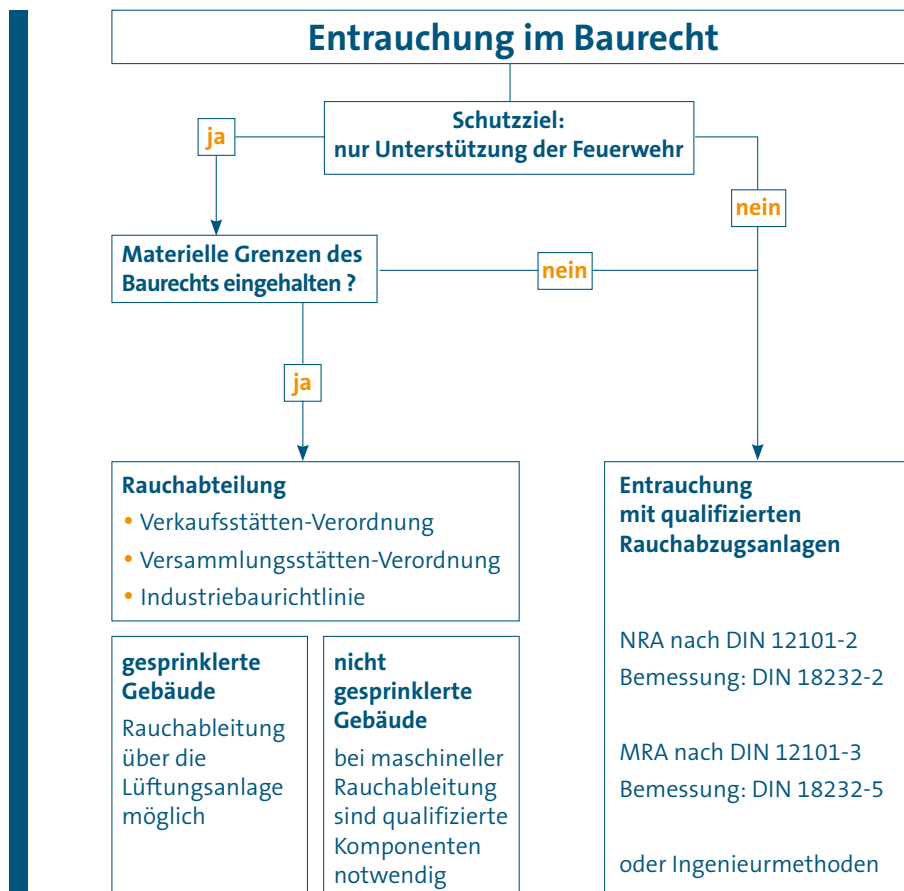 Entrauchung im Baurecht
Schutzziel:
nur Unterstützung der Feuerwehr
ja
nein
Materielle Grenzen des
Baurechts eingehalten ?
nein
ja
Rauchabteilung
• Verkaufsstätten-Verordnung
• Versammlungsstätten-Verordnung
• Industriebaurichtlinie
gesprinklerte
Gebäude
Rauchableitung
über die
Lüftungsanlage
möglich
nicht
gesprinklerte
Gebäude
bei maschineller
Rauchableitung
sind qualifizierte
Komponenten
notwendig
Entrauchung
mit qualifizierten
Rauchabzugsanlagen
NRA nach DIN 12101-2
Bemessung: DIN 18232-2
MRA nach DIN 12101-3
Bemessung: DIN 18232-5
oder Ingenieurmethoden